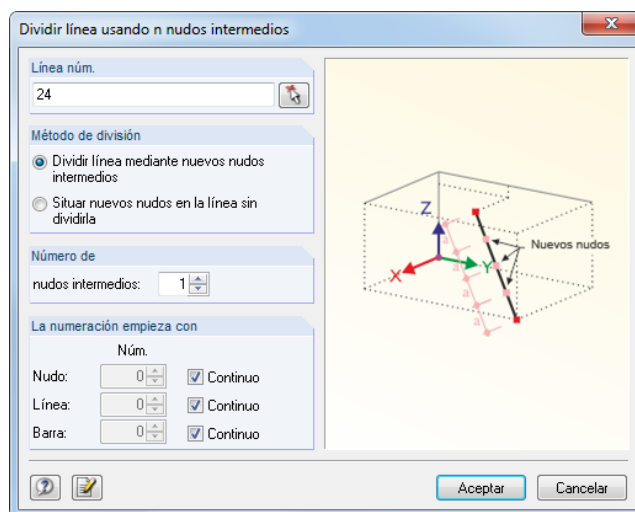 Dividir línea usando n nudos intermedios
Línea núm.
24
Método de división
Dividir línea mediante nuevos nudos
intermedios
Situar nuevos nudos en la línea sin
dividirla
Número de
nudos intermedios: 1
La numeración empieza con
Núm.
Nudo: 0 Continuo
Línea: 0 Continuo
Barra: 0 Continuo
Z
X
Y
a
a
a
a
Nuevos nudos
Aceptar Cancelar